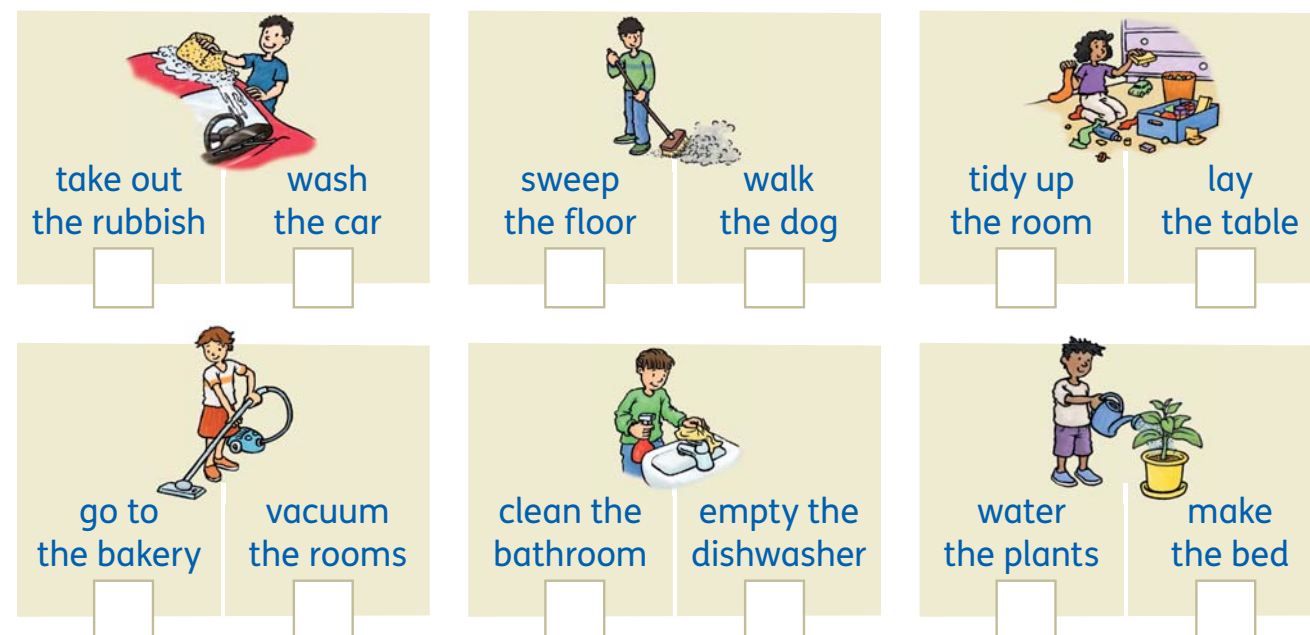 take out
the rubbish
wash
the car
sweep
the floor
walk
the dog
tidy up
the room
lay
the table
go to
the bakery
vacuum
the rooms
clean the
bathroom
empty the
dishwasher
water
the plants
make
the bed